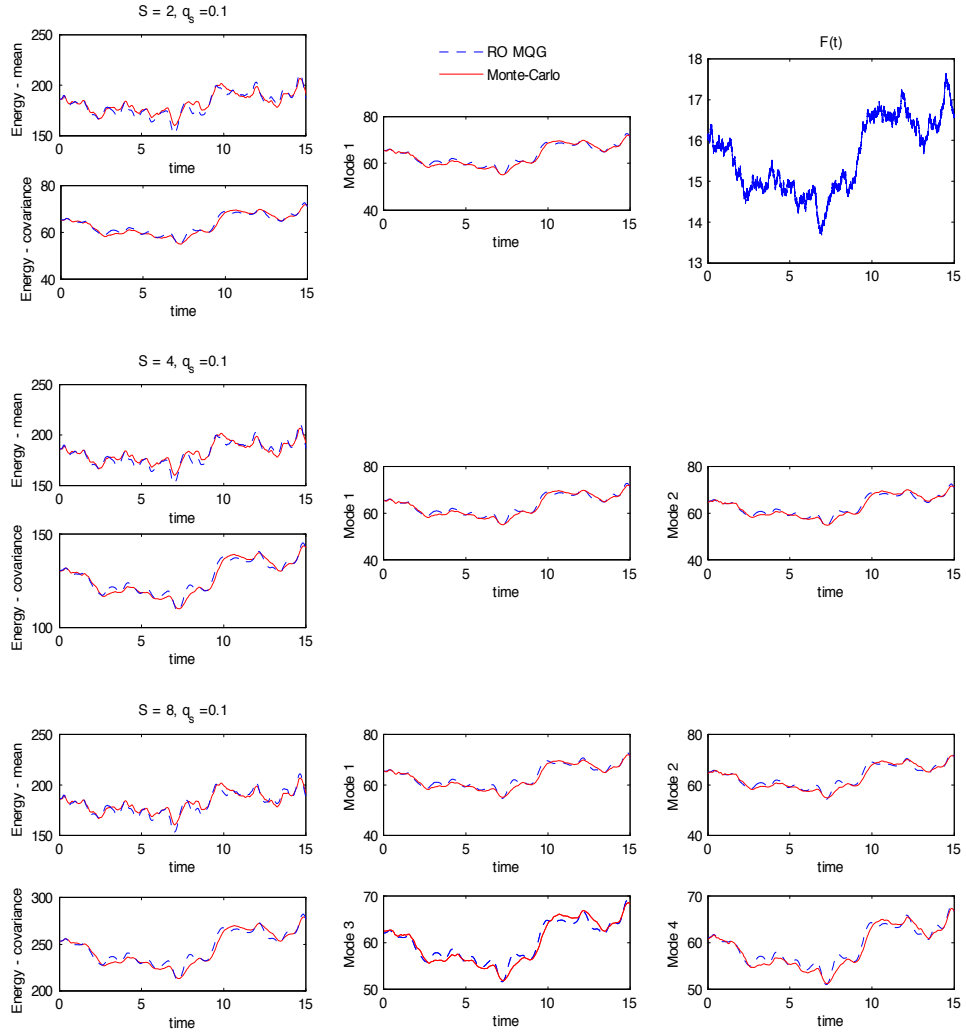 S = 2, q_s =0.1
250
200
150
0 5 10 15
Energy - mean
time
80
60
40
0 5 10 15
Energy - covariance
time
RO MQG
Monte-Carlo
80
60
40
0 5 10 15
Mode 1
time
F(t)
18
17
16
15
14
13
0 5 10 15
S = 4, q_s =0.1
250
200
150
0 5 10 15
Energy - mean
time
150
100
0 5 10 15
Energy - covariance
time
80
60
40
0 5 10 15
Mode 1
time
80
60
40
0 5 10 15
Mode 2
time
S = 8, q_s =0.1
250
200
150
0 5 10 15
Energy - mean
time
80
60
40
0 5 10 15
Mode 1
time
80
60
40
0 5 10 15
Mode 2
time
300
250
200
0 5 10 15
Energy - covariance
time
70
60
50
0 5 10 15
Mode 3
time
70
60
50
0 5 10 15
Mode 4
time